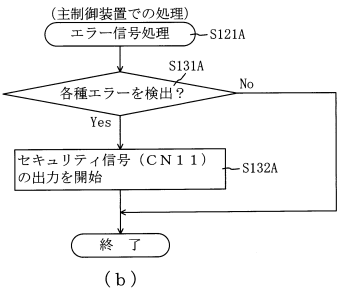 (主制御装置での処理)
エラー信号処理
S121A
S131A
各種エラーを検出?
No
Yes
セキュリティ信号(CN11)
の出力を開始
S132A
終 了
(b)